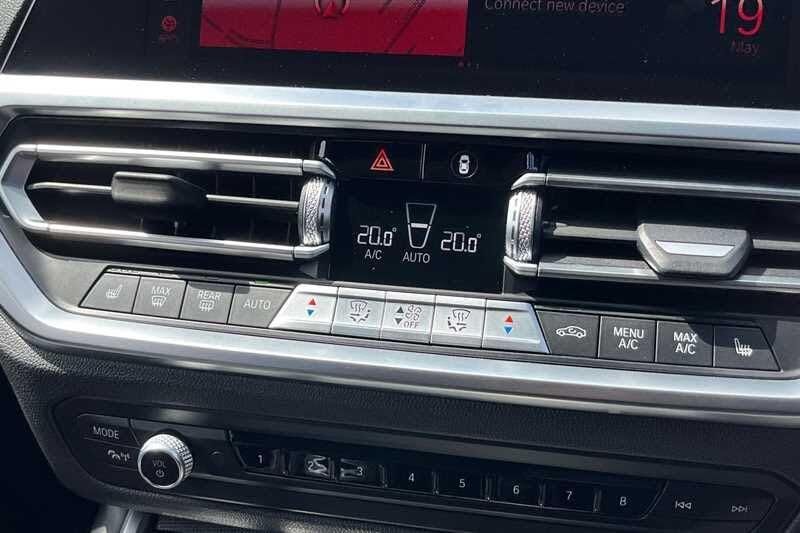 Connect new device
19
May
20.0° 20.0°
A/C AUTO
MAX
REAR
AUTO
OFF
MENU
A/C
MAX
A/C
MODE
VOL
1
3
4
5
6
7
8